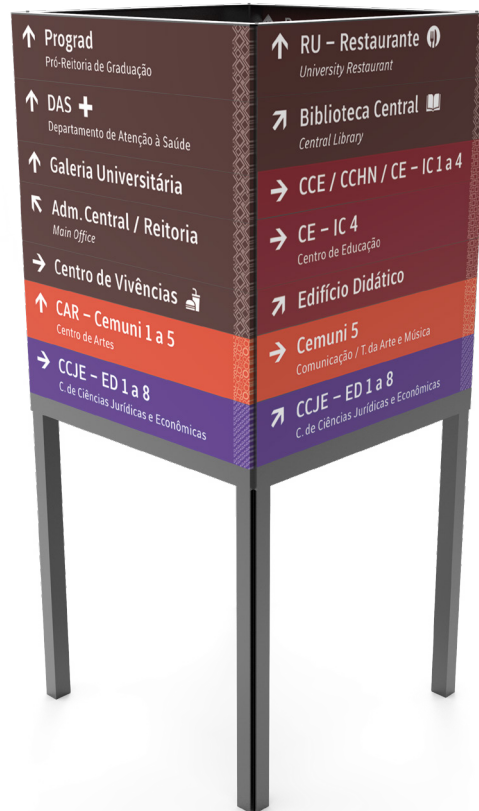 Prograd
Pró-Reitoria de Graduação
DAS
Departamento de Atenção à Saúde
Galeria Universitária
Adm. Central / Reitoria
Main Office
Centro de Vivências
CAR – Cemuni 1 a 5
Centro de Artes
CCJE – ED 1 a 8
C. de Ciências Jurídicas e Econômicas
RU – Restaurante
University Restaurant
Biblioteca Central
Central Library
CCE / CCHN / CE – IC 1 a 4
CE – IC 4
Centro de Educação
Edifício Didático
Cemuni 5
Comunicação / T. da Arte e Música
CCJE – ED 1 a 8
C. de Ciências Jurídicas e Econômicas